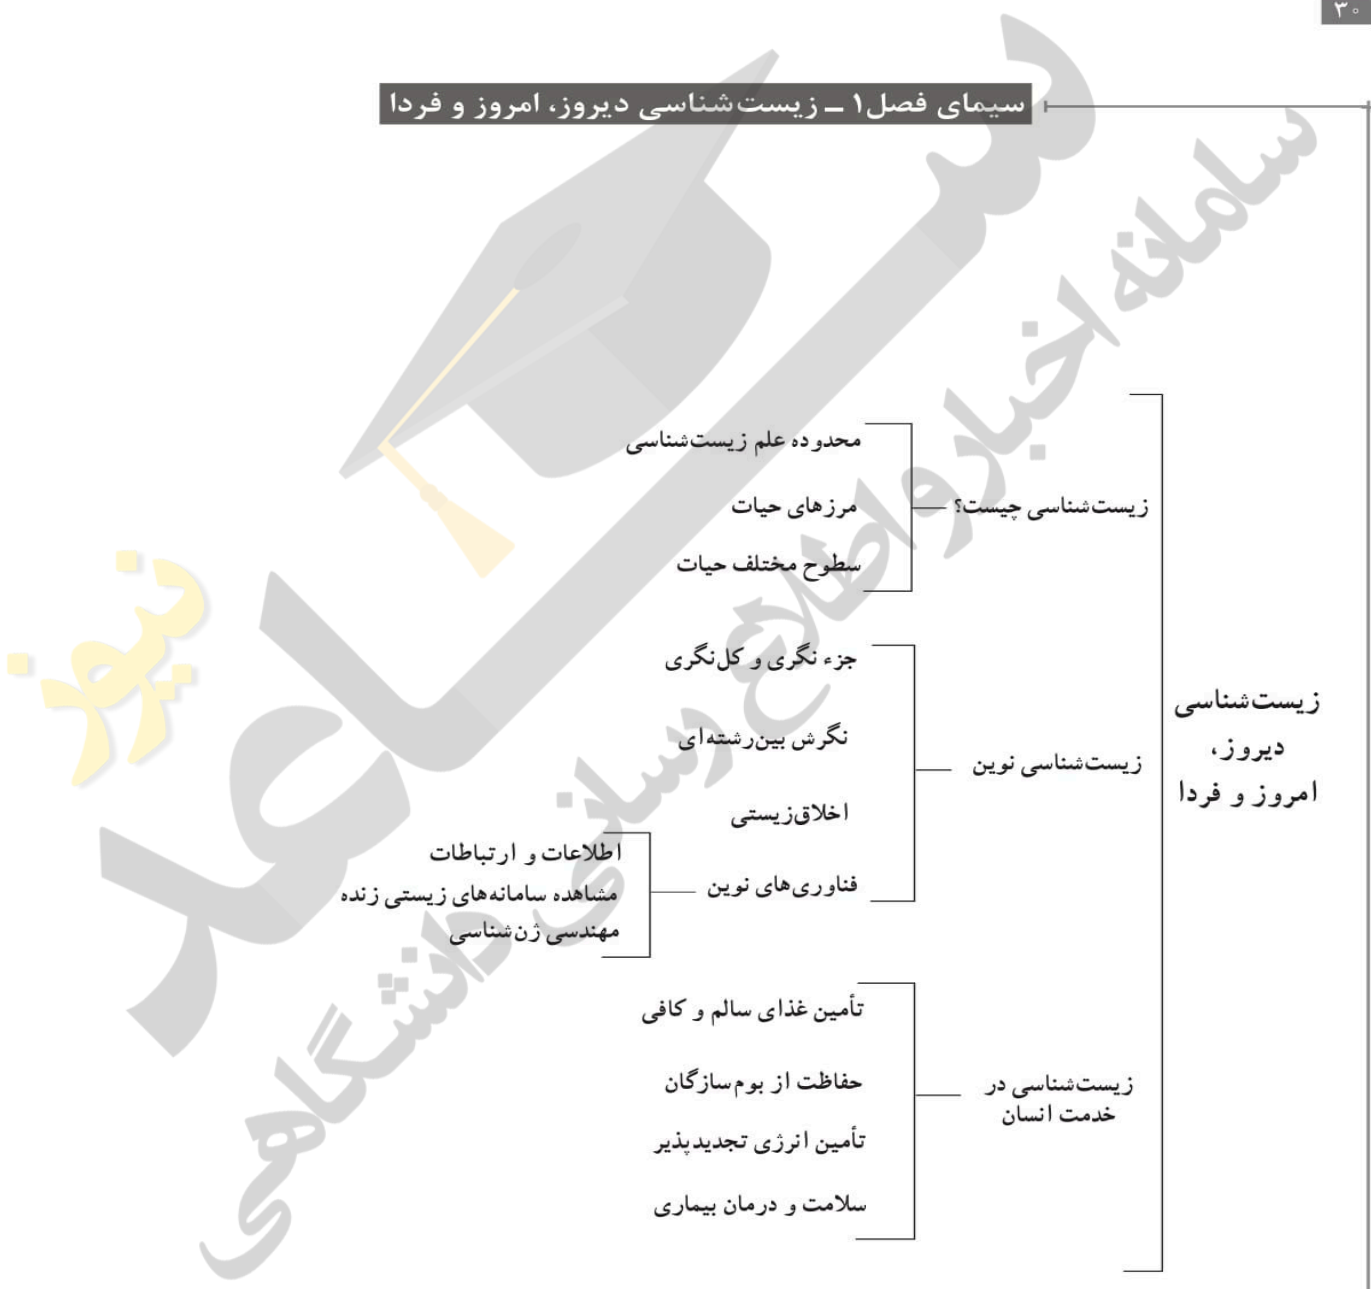 ۳۰
سیمای فصل۱ ــ زیست‌شناسی دیروز، امروز و فردا
زیست‌شناسی
دیروز،
امروز و فردا
زیست‌شناسی چیست؟
محدوده علم زیست‌شناسی
مرزهای حیات
سطوح مختلف حیات
زیست‌شناسی نوین
جزء نگری و کل‌نگری
نگرش بین‌رشته‌ای
اخلاق‌زیستی
فناوری‌های نوین
اطلاعات و ارتباطات
مشاهده سامانه‌های زیستی زنده
مهندسی ژن‌شناسی
زیست‌شناسی در
خدمت انسان
تأمین غذای سالم و کافی
حفاظت از بوم‌سازگان
تأمین انرژی تجدیدپذیر
سلامت و درمان بیماری
ساعد
نیوز
سامانه اخبار و اطلاع رسانی دانشگاهی